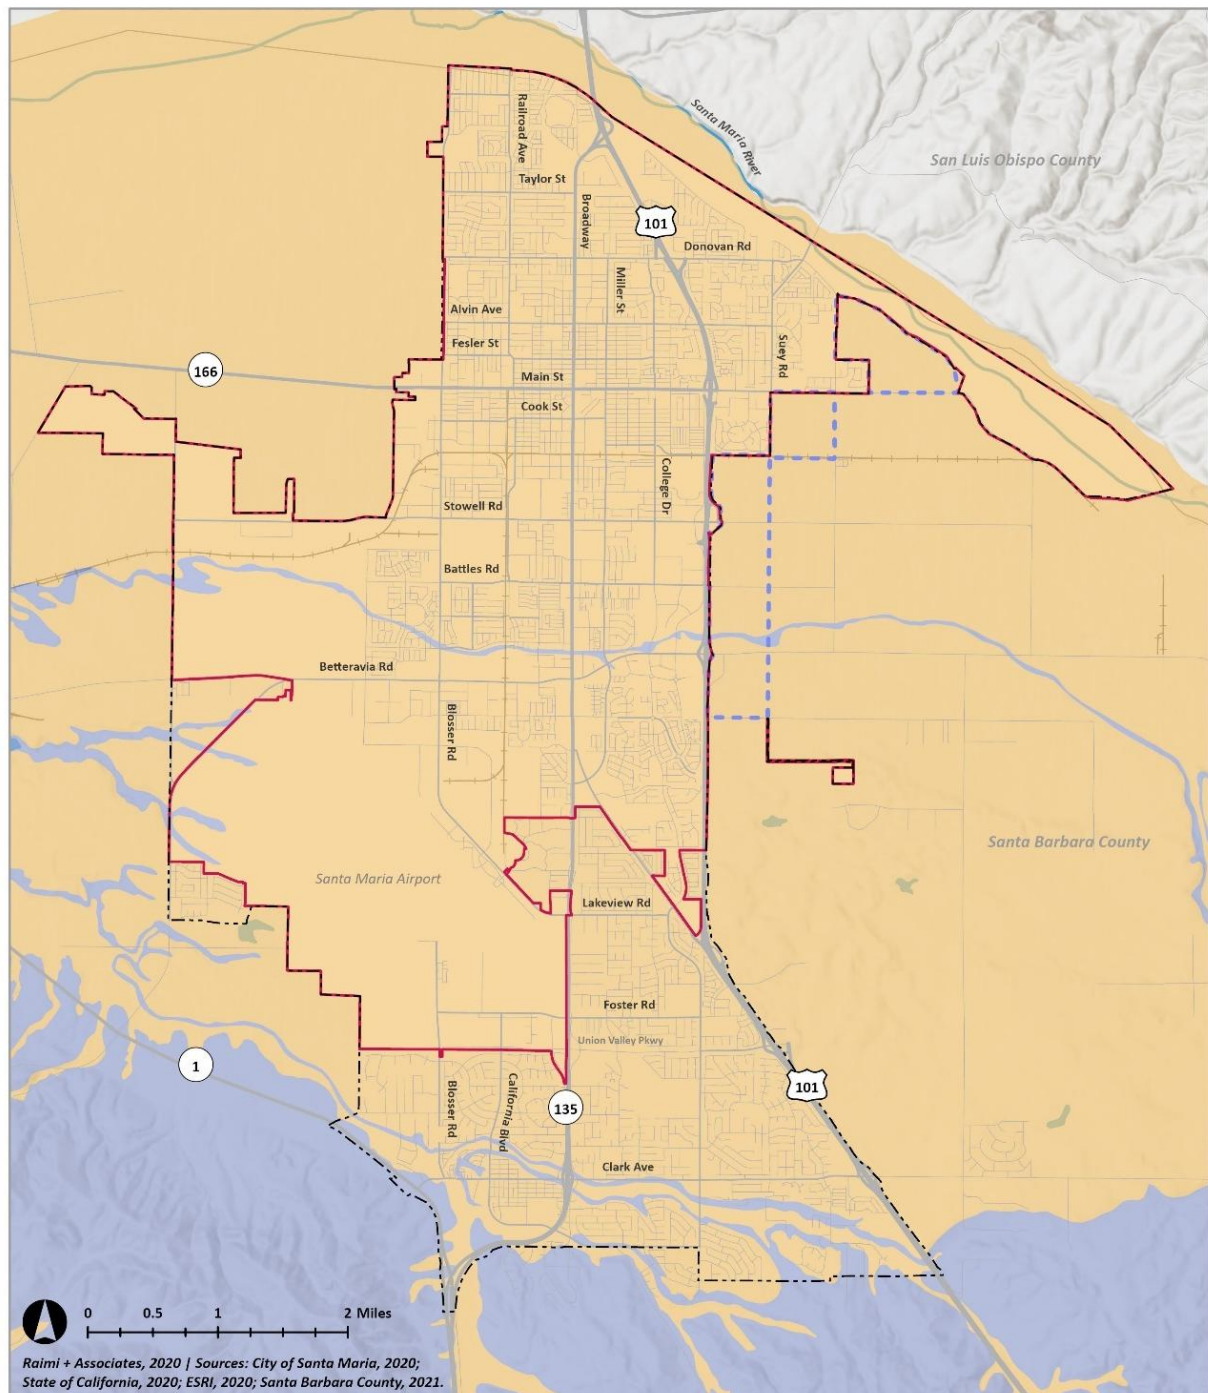 Santa Maria River
San Luis Obispo County
Railroad Ave
Taylor St
Broadway
101
Donovan Rd
Miller St
Alvin Ave
Fesler St
Suey Rd
166
Main St
Cook St
College Dr
Stowell Rd
Battles Rd
Betteravia Rd
Blosser Rd
Santa Barbara County
Santa Maria Airport
Lakeview Rd
Foster Rd
Union Valley Pkwy
1
Blosser Rd
California Blvd
135
101
Clark Ave
0 0.5 1 2 Miles
Raimi + Associates, 2020 | Sources: City of Santa Maria, 2020;
State of California, 2020; ESRI, 2020; Santa Barbara County, 2021.